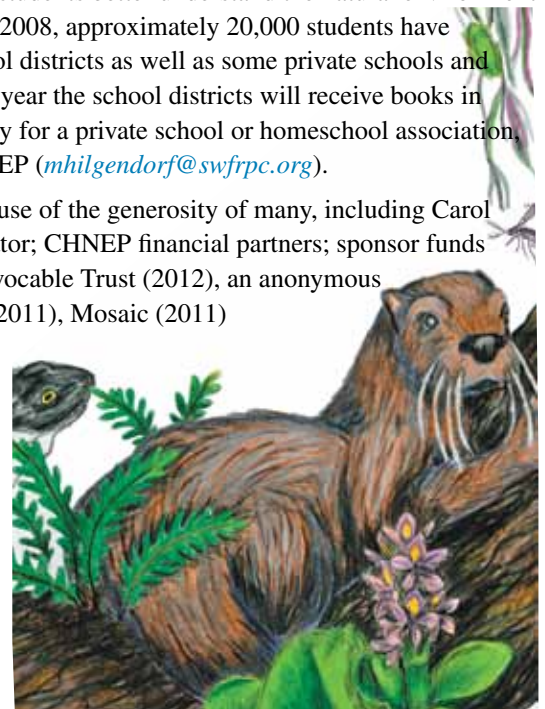 2008, approximately 20,000 students have
ol districts as well as some private schools and
year the school districts will receive books in
y for a private school or homeschool association,
NEP (mhilgendorf@swfrpc.org).
use of the generosity of many, including Carol
tor; CHNEP financial partners; sponsor funds
vocable Trust (2012), an anonymous
2011), Mosaic (2011)